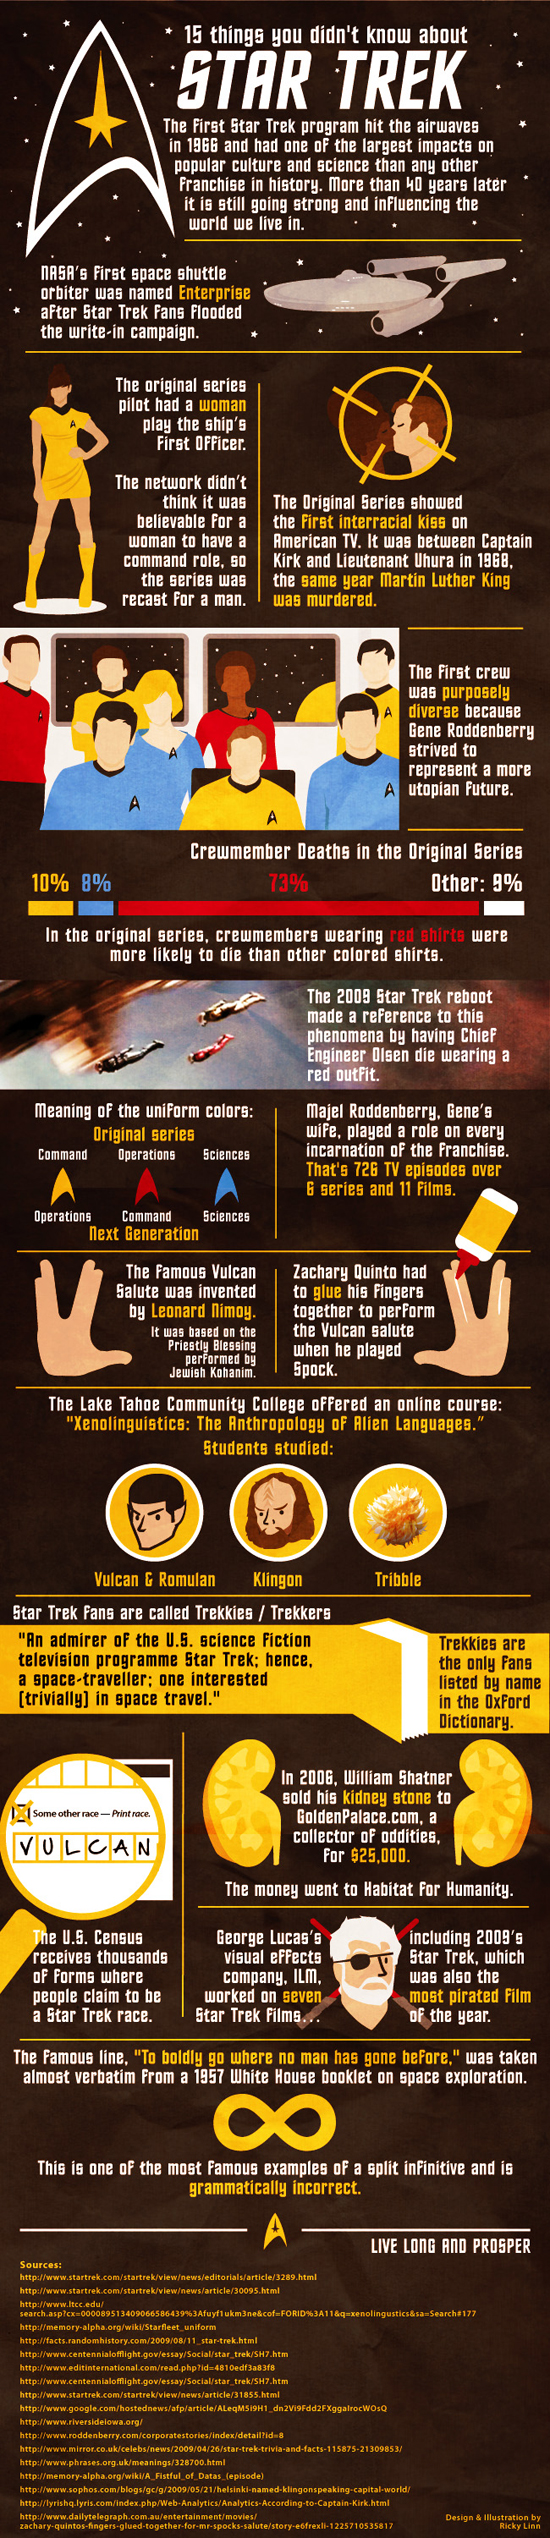 15 things you didn't know about
STAR TREK
The First Star Trek program hit the airwaves
in 1966 and had one of the largest impacts on
popular culture and science than any other
franchise in history. More than 40 years later
it is still going strong and influencing the
world we live in.
NASA's first space shuttle
orbiter was named Enterprise
after Star Trek fans flooded
the write-in campaign.
The original series
pilot had a woman
play the ship's
First Officer.
The network didn't
think it was
believable for a
woman to have a
command role, so
the series was
recast for a man.
The Original Series showed
the first interracial kiss on
American TV. It was between Captain
Kirk and Lieutenant Uhura in 1968,
the same year Martin Luther King
was murdered.
The first crew
was purposely
diverse because
Gene Roddenberry
strived to
represent a more
utopian future.
Crewmember Deaths in the Original Series
10% 8% 73% Other: 9%
In the original series, crewmembers wearing red shirts were
more likely to die than other colored shirts.
The 2009 Star Trek reboot
made a reference to this
phenomena by having Chief
Engineer Olsen die wearing a
red outfit.
Meaning of the uniform colors:
Original series
Command Operations Sciences
Operations Command Sciences
Next Generation
Majel Roddenberry, Gene's
wife, played a role on every
incarnation of the franchise.
That's 726 TV episodes over
6 series and 11 films.
The famous Vulcan
Salute was invented
by Leonard Nimoy.
It was based on the
Priestly Blessing
performed by
Jewish Kohanim.
Zachary Quinto had
to glue his fingers
together to perform
the Vulcan salute
when he played
Spock.
The Lake Tahoe Community College offered an online course:
"Xenolinguistics: The Anthropology of Alien Languages."
Students studied:
Vulcan & Romulan Klingon Tribble
Star Trek fans are called Trekkies / Trekkers
"An admirer of the U.S. science fiction
television programme Star Trek; hence,
a space-traveller; one interested
(trivially) in space travel."
Trekkies are
the only fans
listed by name
in the Oxford
Dictionary.
Some other race — Print race.
VULCAN
The U.S. Census
receives thousands
of forms where
people claim to be
a Star Trek race.
In 2006, William Shatner
sold his kidney stone to
GoldenPalace.com, a
collector of oddities,
for $25,000.
The money went to Habitat for Humanity.
George Lucas's
visual effects
company, ILM,
worked on seven
Star Trek films...
including 2009's
Star Trek, which
was also the
most pirated film
of the year.
The famous line, "To boldly go where no man has gone before," was taken
almost verbatim from a 1957 White House booklet on space exploration.
This is one of the most famous examples of a split infinitive and is
grammatically incorrect.
LIVE LONG AND PROSPER
Sources:
http://www.startrek.com/startrek/view/news/editorials/article/3289.html
http://www.startrek.com/startrek/view/news/article/30095.html
http://www.ltcc.edu/
search.asp?cx=000089513409066586439%3Afuyf1ukm3ne&cof=FORID%3A11&q=xenolingustics&sa=Search#177
http://memory-alpha.org/wiki/Starfleet_uniform
http://facts.randomhistory.com/2009/08/11_star-trek.html
http://www.centennialofflight.gov/essay/Social/star_trek/SH7.htm
http://www.editinternational.com/read.php?id=4810edf3a83f8
http://www.centennialofflight.gov/essay/Social/star_trek/SH7.htm
http://www.startrek.com/startrek/view/news/article/31855.html
http://www.google.com/hostednews/afp/article/ALeqM5i9H1_dn2Vi9Fdd2FXggaIrocWOsQ
http://www.riversideiowa.org/
http://www.roddenberry.com/corporatestories/index/detail?id=8
http://www.mirror.co.uk/celebs/news/2009/04/26/star-trek-trivia-and-facts-115875-21309853/
http://www.phrases.org.uk/meanings/328700.html
http://memory-alpha.org/wiki/A_Fistful_of_Datas_(episode)
http://www.sophos.com/blogs/gc/g/2009/05/21/helsinki-named-klingonspeaking-capital-world/
http://lyrishq.lyris.com/index.php/Web-Analytics/Analytics-According-to-Captain-Kirk.html
http://www.dailytelegraph.com.au/entertainment/movies/
zachary-quintos-fingers-glued-together-for-mr-spocks-salute/story-e6frexli-1225710535817
Design & Illustration by
Ricky Linn